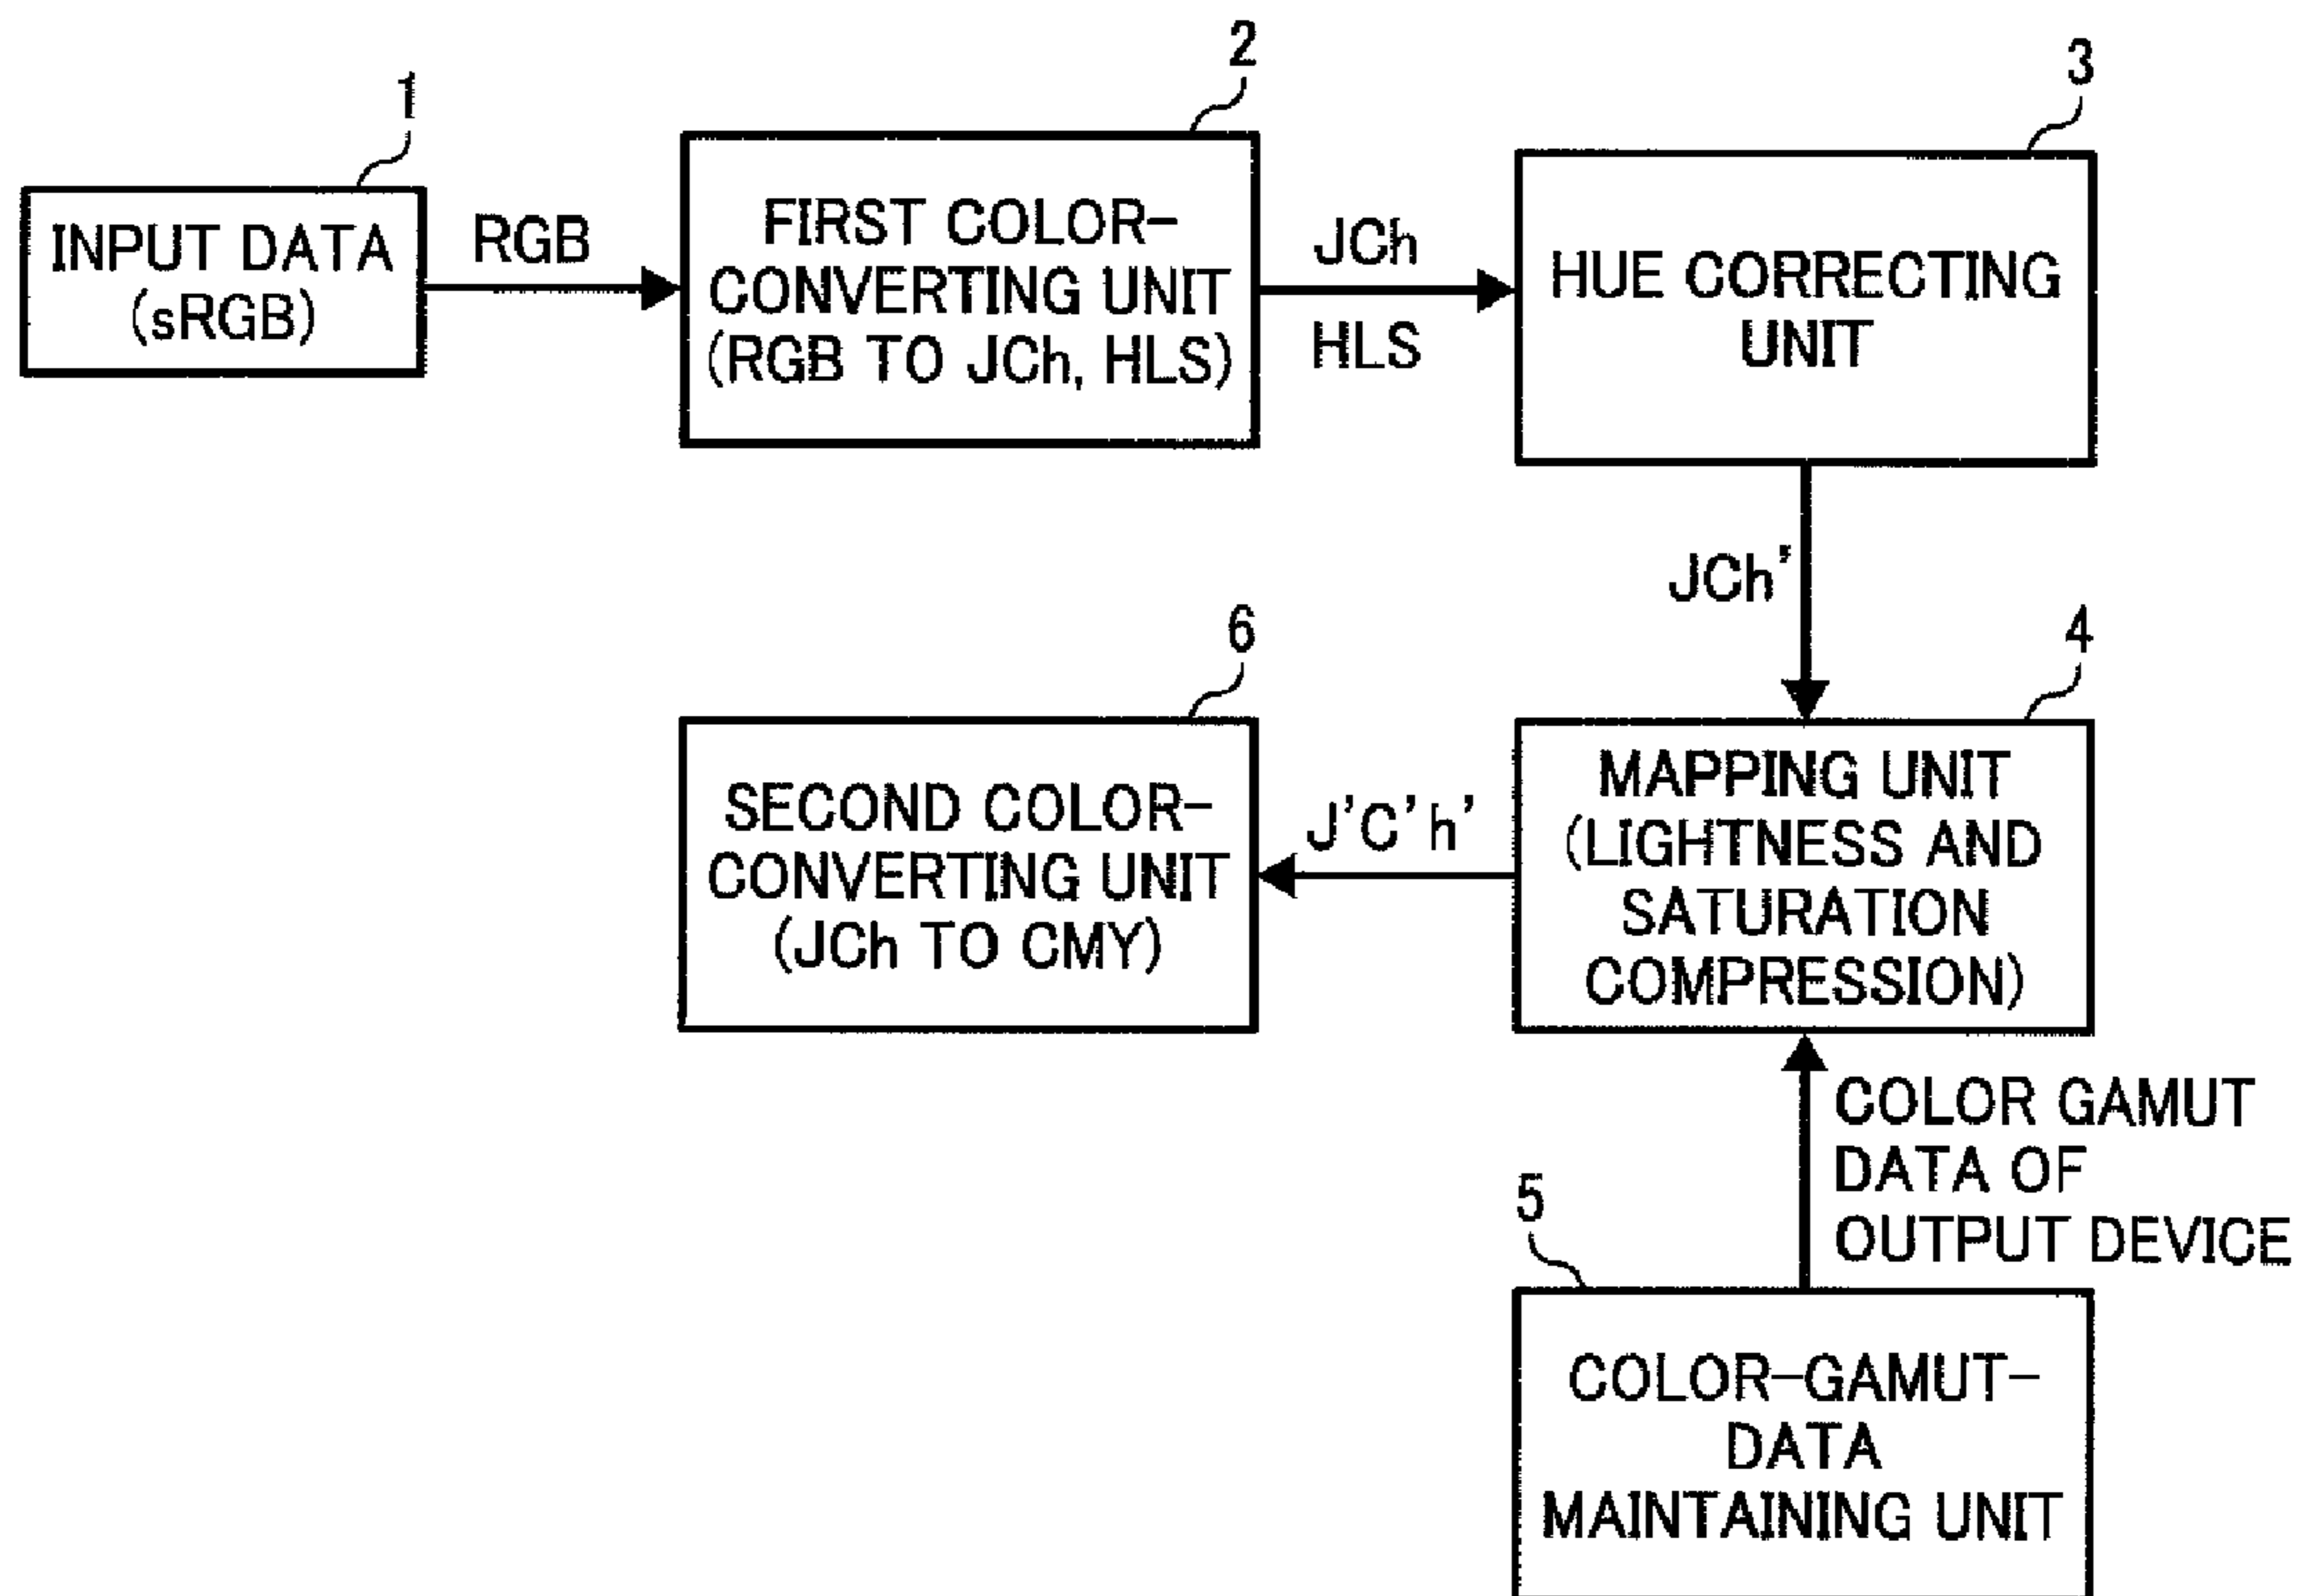 1
INPUT DATA
(sRGB)
RGB
2
FIRST COLOR-
CONVERTING UNIT
(RGB TO JCh, HLS)
JCh
HLS
3
HUE CORRECTING
UNIT
JCh'
4
MAPPING UNIT
(LIGHTNESS AND
SATURATION
COMPRESSION)
J'C'h'
6
SECOND COLOR-
CONVERTING UNIT
(JCh TO CMY)
COLOR GAMUT
DATA OF
OUTPUT DEVICE
5
COLOR-GAMUT-
DATA
MAINTAINING UNIT